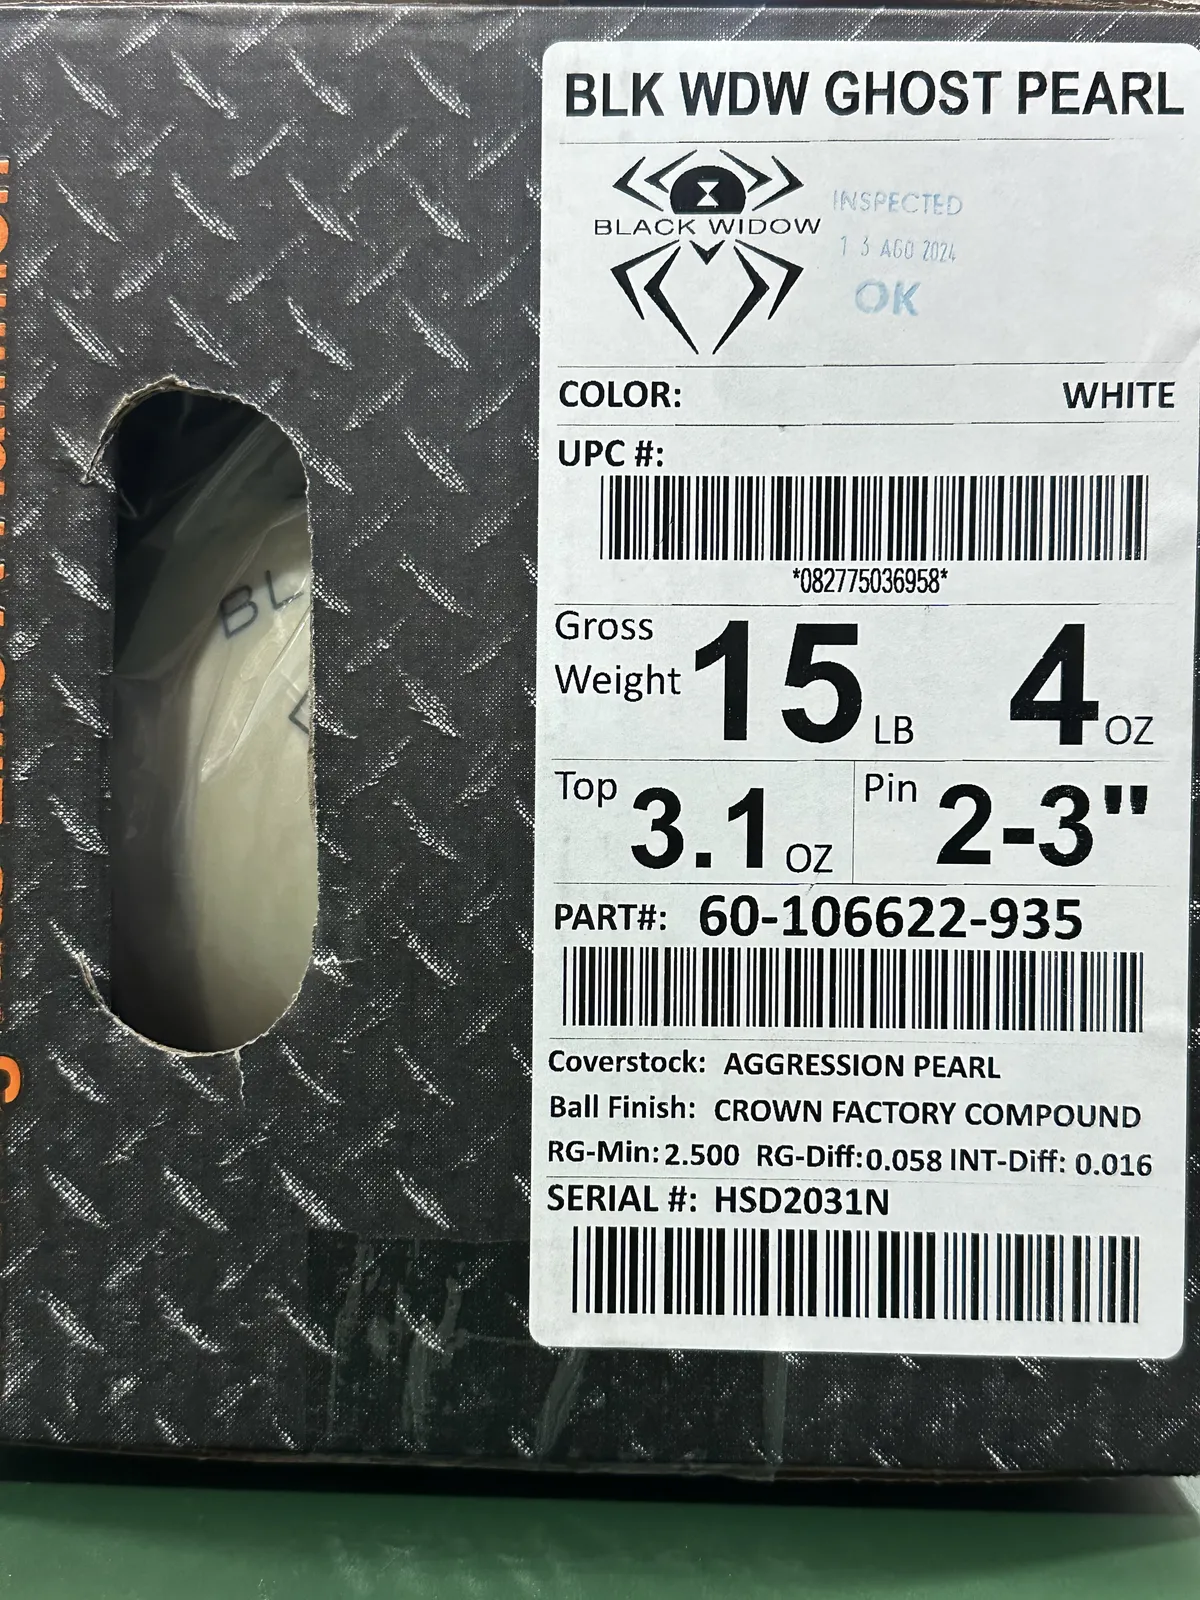 BLK WDW GHOST PEARL
BLACK WIDOW
INSPECTED
13 AGO 2024
OK
COLOR: WHITE
UPC #:
*082775036958*
Gross Weight 15 LB 4 OZ
Top 3.1 OZ Pin 2-3"
PART#: 60-106622-935
Coverstock: AGGRESSION PEARL
Ball Finish: CROWN FACTORY COMPOUND
RG-Min: 2.500 RG-Diff: 0.058 INT-Diff: 0.016
SERIAL #: HSD2031N
BL